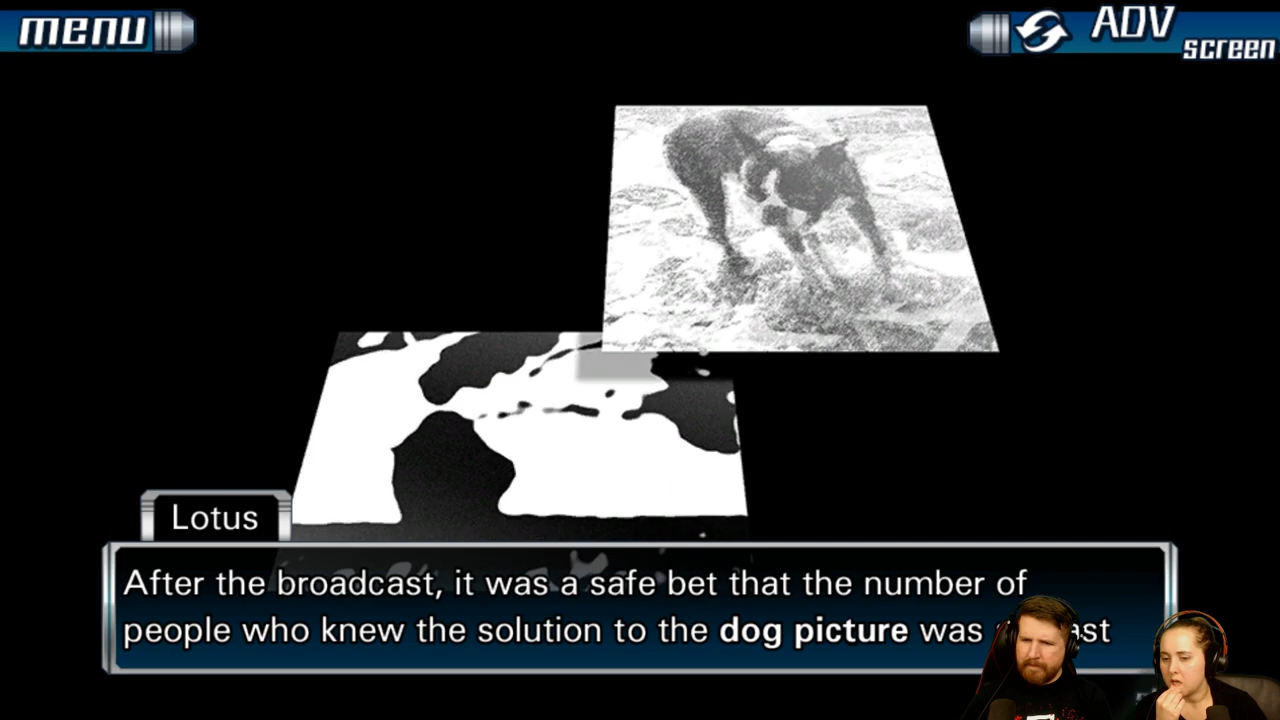 menu
ADV
screen
Lotus
After the broadcast, it was a safe bet that the number of
people who knew the solution to the dog picture was